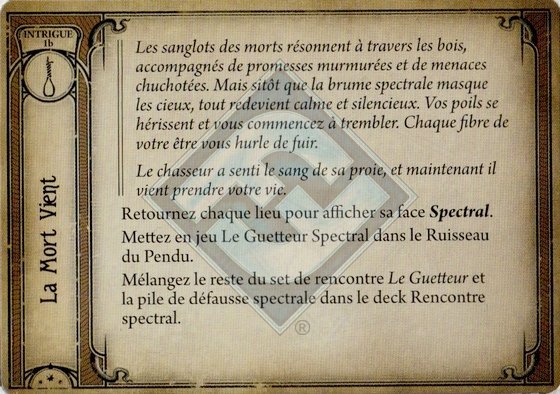 INTRIGUE
1b
La Mort Vient
Les sanglots des morts résonnent à travers les bois,
accompagnés de promesses murmurées et de menaces
chuchotées. Mais sitôt que la brume spectrale masque
les cieux, tout redevient calme et silencieux. Vos poils se
hérissent et vous commencez à trembler. Chaque fibre de
votre être vous hurle de fuir.
Le chasseur a senti le sang de sa proie, et maintenant il
vient prendre votre vie.
Retournez chaque lieu pour afficher sa face Spectral.
Mettez en jeu Le Guetteur Spectral dans le Ruisseau
du Pendu.
Mélangez le reste du set de rencontre Le Guetteur et
la pile de défausse spectrale dans le deck Rencontre
spectral.
®